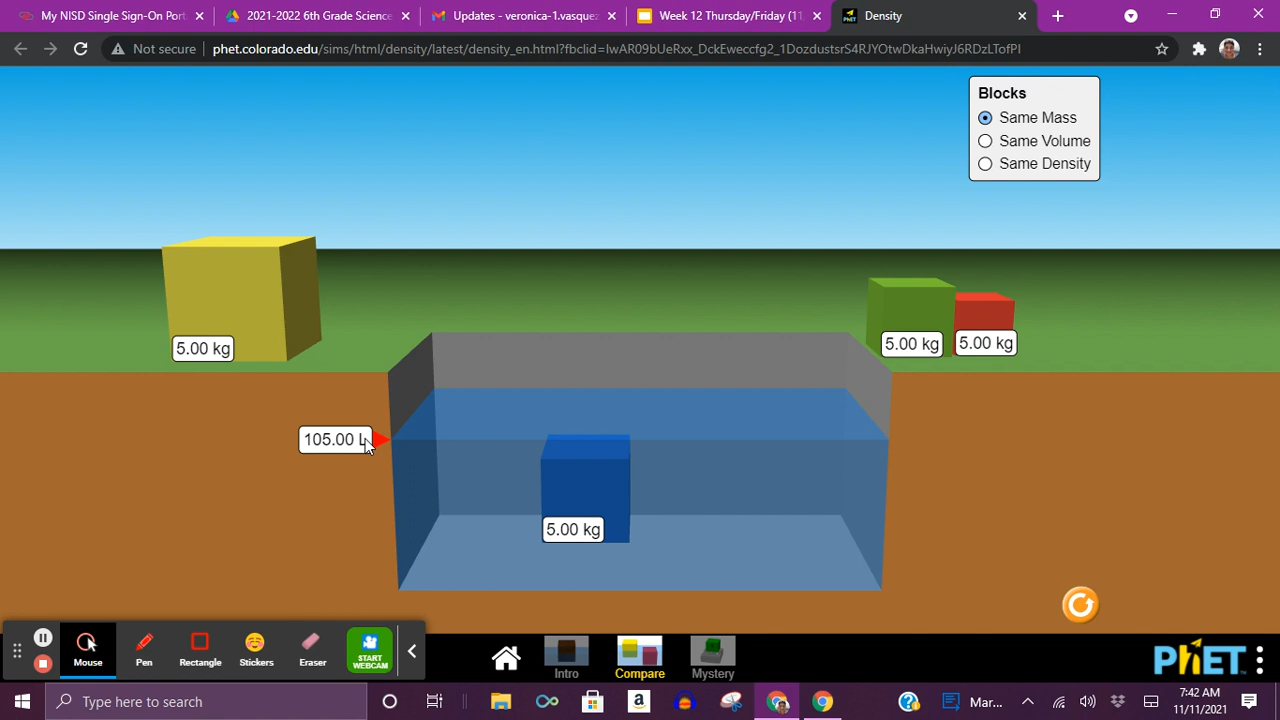 My NISD Single Sign-On Port
2021-2022 6th Grade Science
Updates - veronica-1.vasquez
Week 12 Thursday/Friday (11
Density
Not secure
phet.colorado.edu/sims/html/density/latest/density_en.html?fbclid=IwAR09bUeRxx_DckEweccfg2_1DozdustsrS4RJYOtwDkaHwiyJ6RDzLTofPI
Blocks
Same Mass
Same Volume
Same Density
5.00 kg
5.00 kg
5.00 kg
105.00 L
5.00 kg
Mouse
Pen
Rectangle
Stickers
Eraser
START
WEBCAM
Intro
Compare
Mystery
PhET
Type here to search
Mar...
7:42 AM
11/11/2021